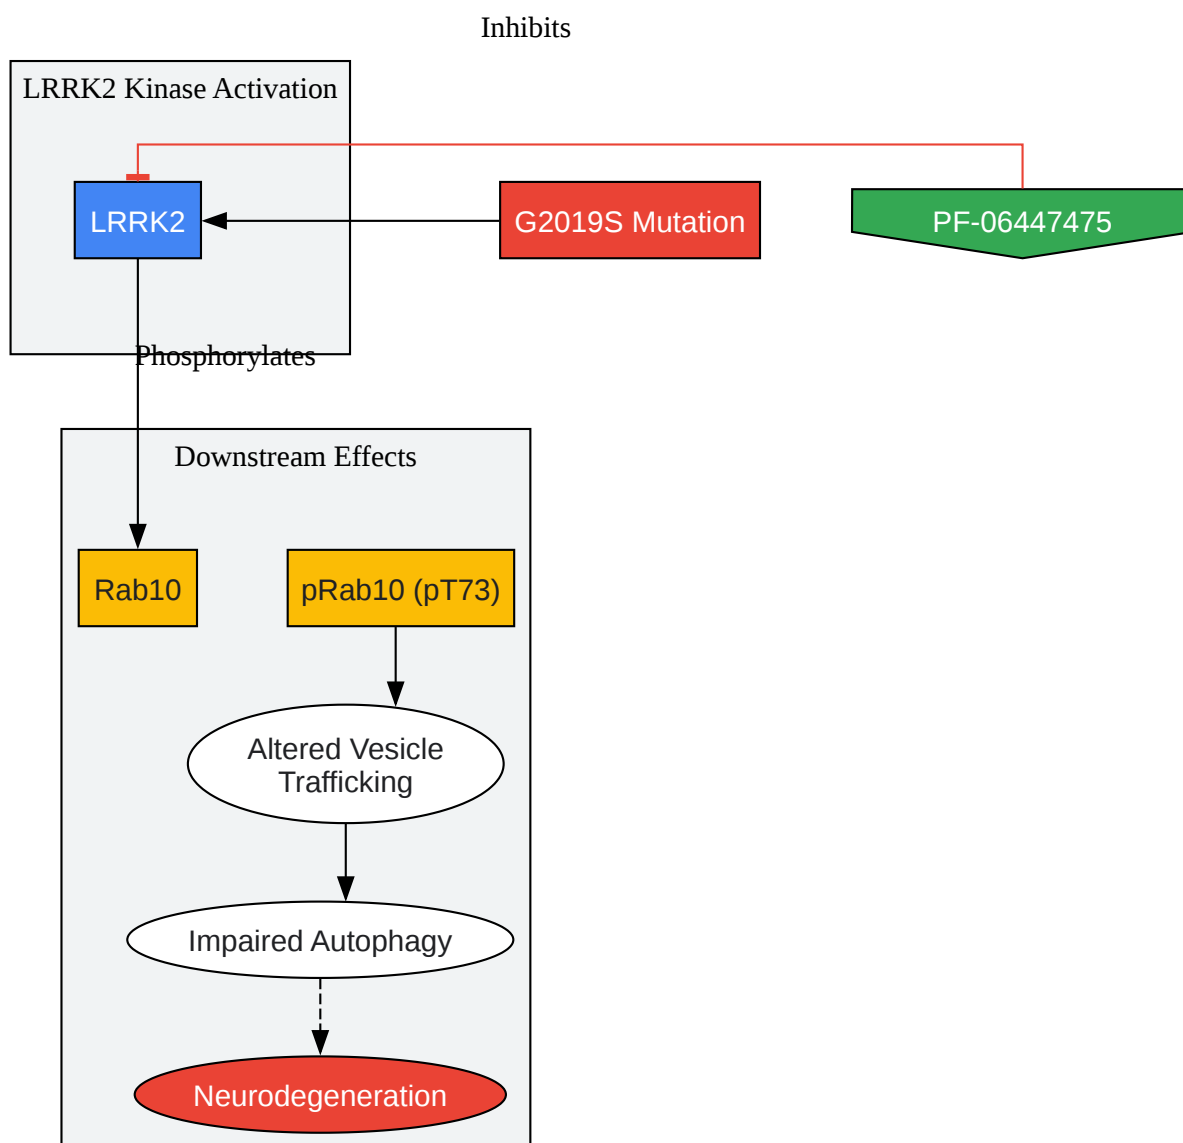 Inhibits
LRRK2 Kinase Activation
LRRK2
G2019S Mutation
PF-06447475
Phosphorylates
Downstream Effects
Rab10
pRab10 (pT73)
Altered Vesicle
Trafficking
Impaired Autophagy
Neurodegeneration